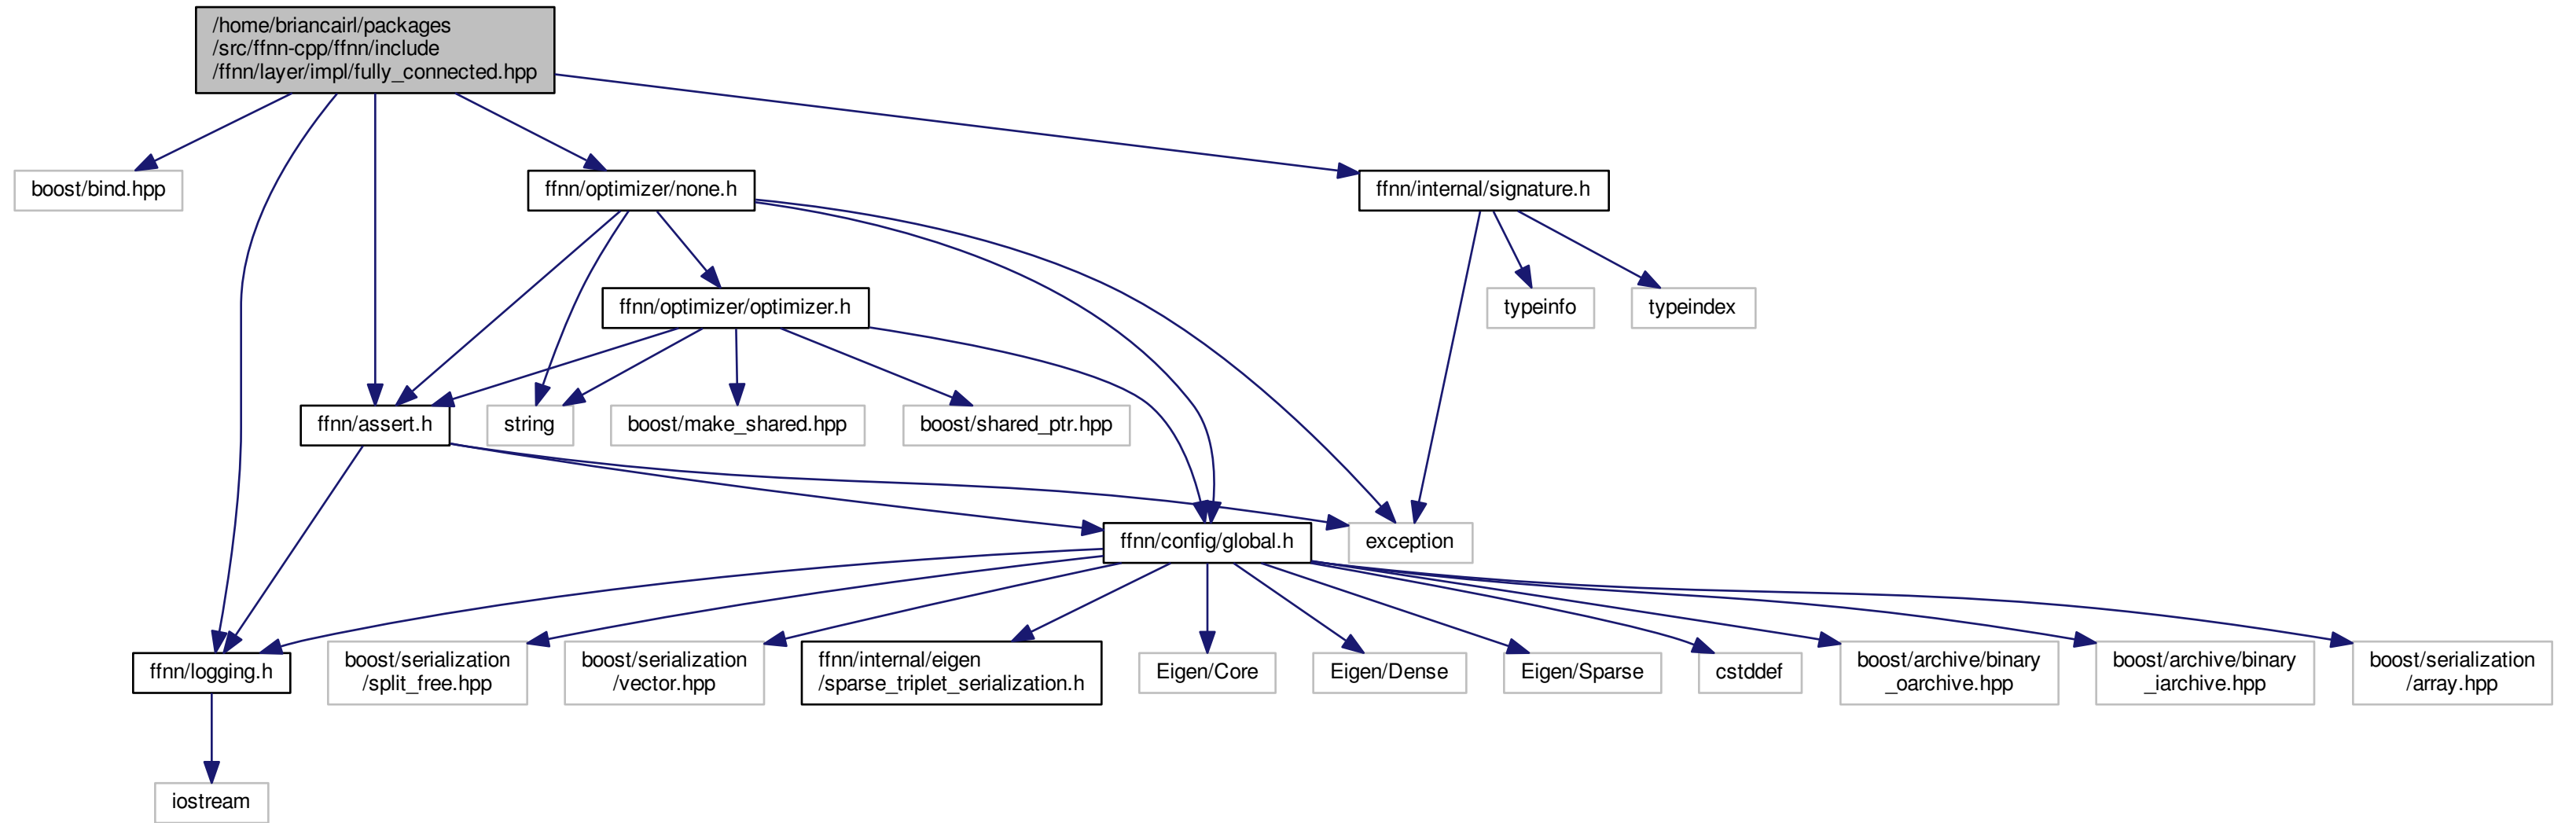 /home/briancairl/packages
/src/ffnn-cpp/ffnn/include
/ffnn/layer/impl/fully_connected.hpp
boost/bind.hpp
ffnn/optimizer/none.h
ffnn/internal/signature.h
ffnn/optimizer/optimizer.h
typeinfo
typeindex
ffnn/assert.h
string
boost/make_shared.hpp
boost/shared_ptr.hpp
ffnn/config/global.h
exception
ffnn/logging.h
boost/serialization
/split_free.hpp
boost/serialization
/vector.hpp
ffnn/internal/eigen
/sparse_triplet_serialization.h
Eigen/Core
Eigen/Dense
Eigen/Sparse
cstddef
boost/archive/binary
_oarchive.hpp
boost/archive/binary
_iarchive.hpp
boost/serialization
/array.hpp
iostream